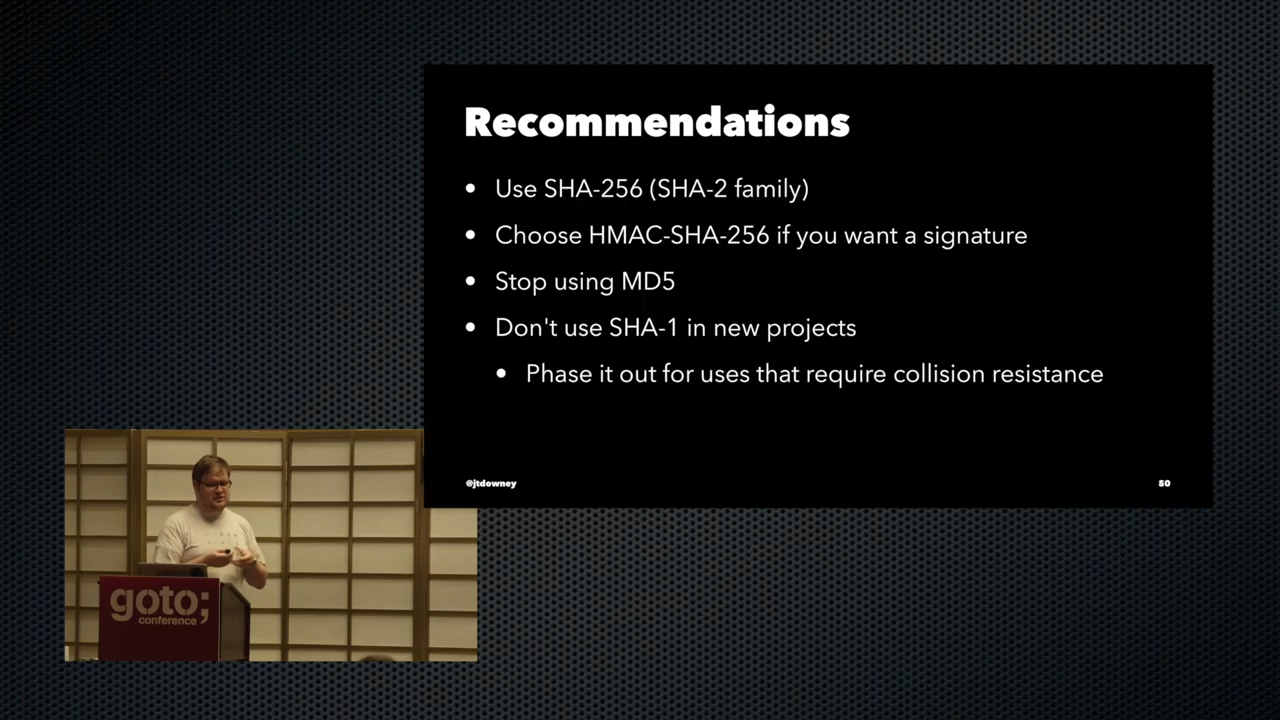 Recommendations
• Use SHA-256 (SHA-2 family)
• Choose HMAC-SHA-256 if you want a signature
• Stop using MD5
• Don't use SHA-1 in new projects
• Phase it out for uses that require collision resistance
@jtdowney
50
goto;
conference